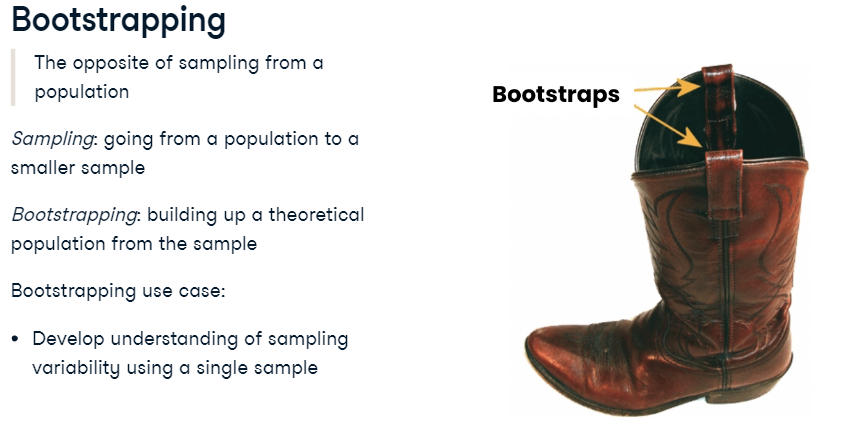 Bootstrapping
The opposite of sampling from a
population
Sampling: going from a population to a
smaller sample
Bootstrapping: building up a theoretical
population from the sample
Bootstrapping use case:
• Develop understanding of sampling
variability using a single sample
Bootstraps